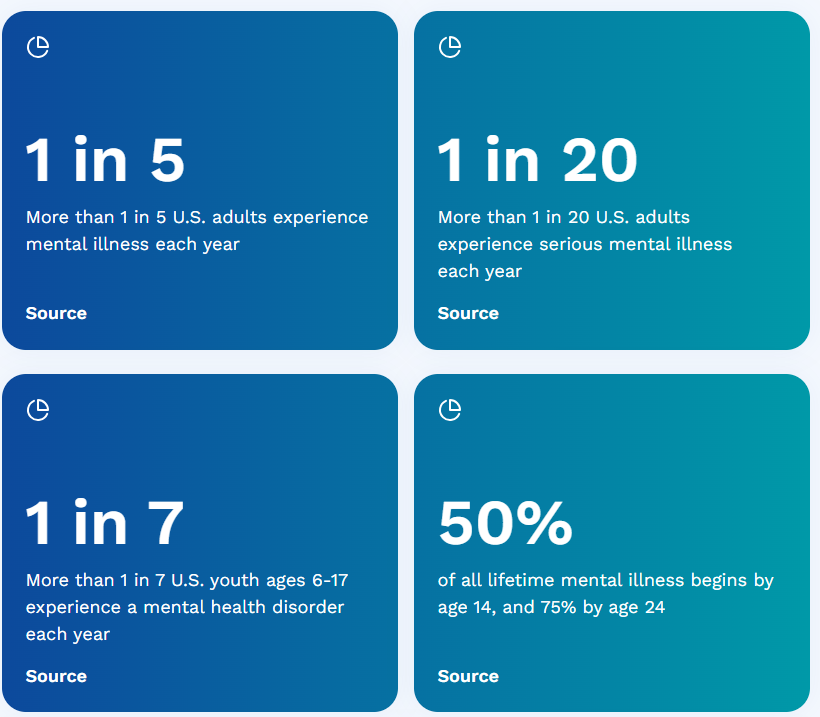 1 in 5
More than 1 in 5 U.S. adults experience
mental illness each year
Source
1 in 20
More than 1 in 20 U.S. adults
experience serious mental illness
each year
Source
1 in 7
More than 1 in 7 U.S. youth ages 6-17
experience a mental health disorder
each year
Source
50%
of all lifetime mental illness begins by
age 14, and 75% by age 24
Source